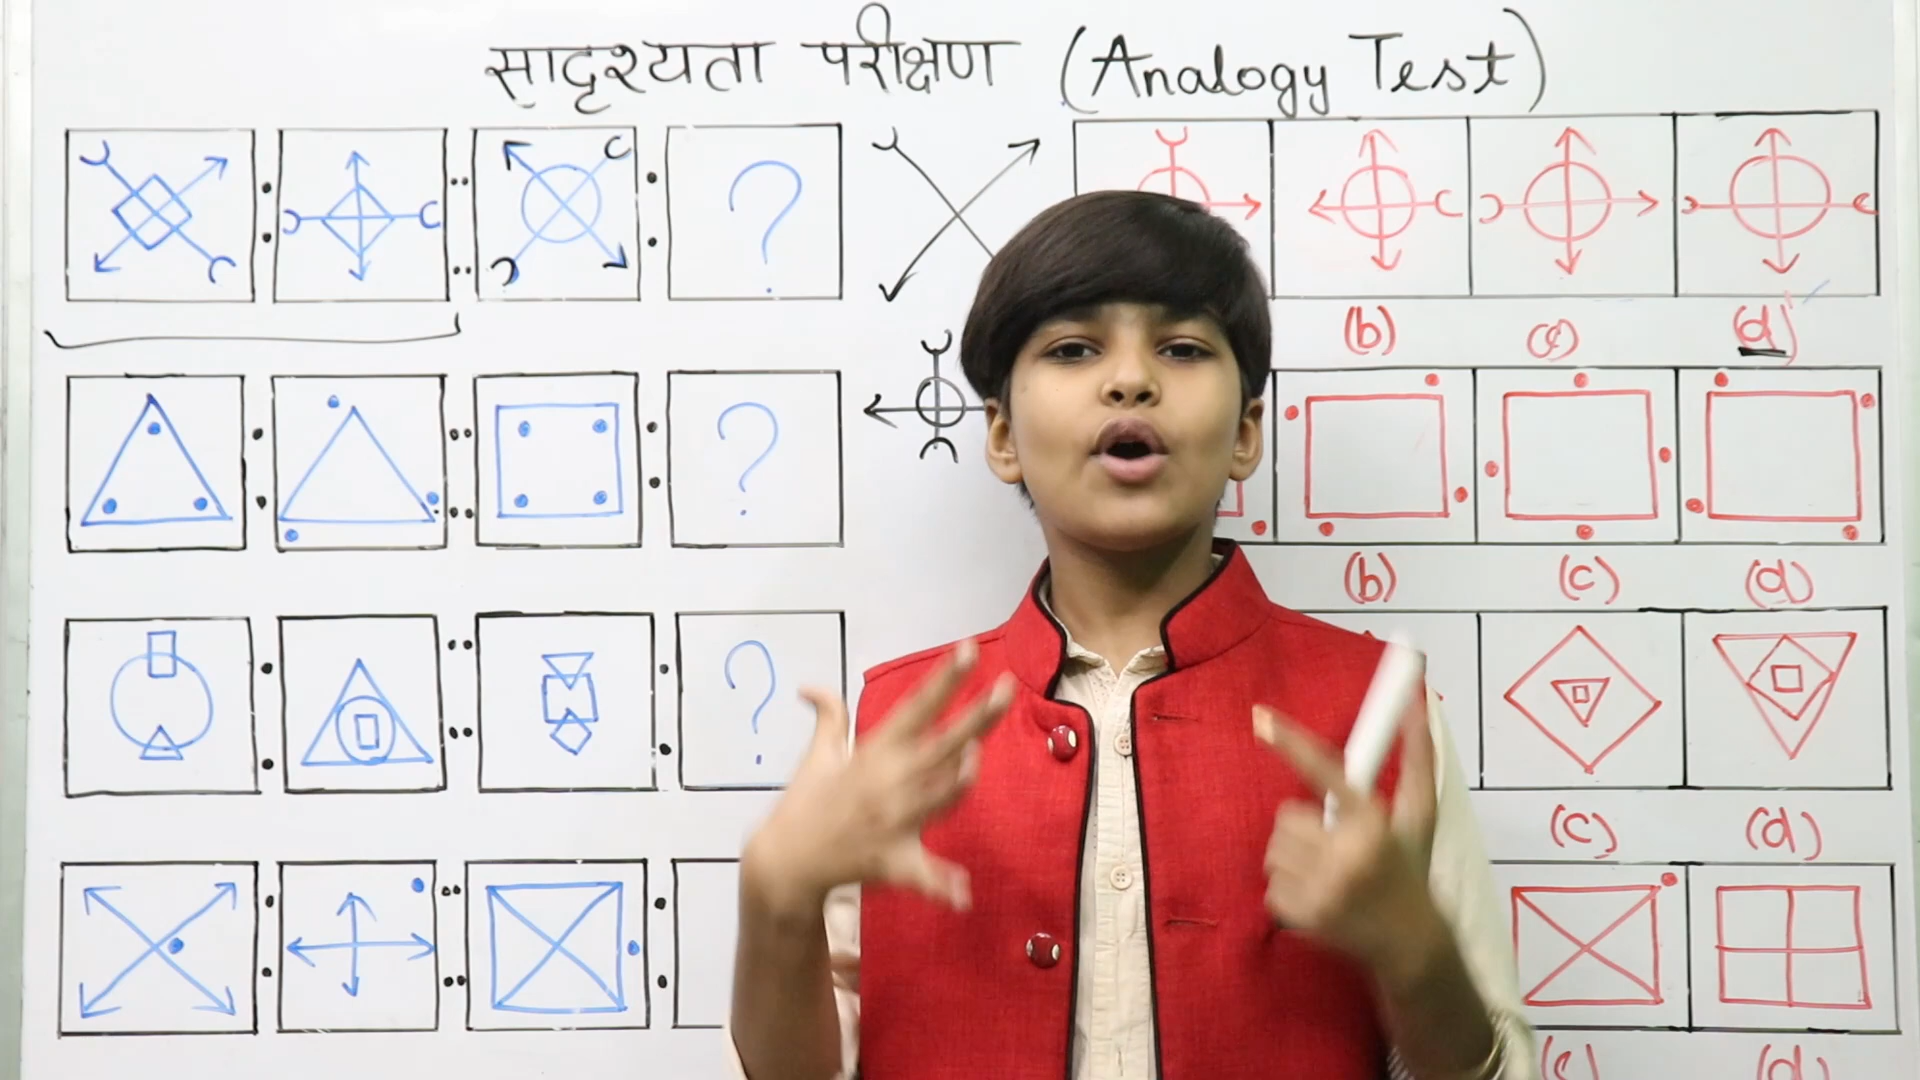 सादृश्यता परीक्षण (Analogy Test)
?
(b) (c) (d)
?
(b) (c) (d)
?
(c) (d)
(c) (d)